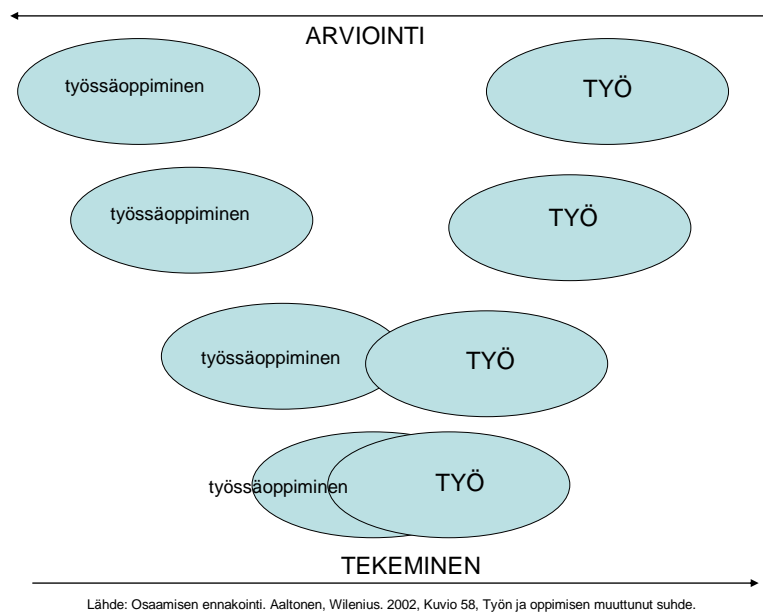 ARVIOINTI
työssäoppiminen
TYÖ
työssäoppiminen
TYÖ
työssäoppiminen
TYÖ
työssäoppiminen
TYÖ
TEKEMINEN
Lähde: Osaamisen ennakointi. Aaltonen, Wilenius. 2002, Kuvio 58, Työn ja oppimisen muuttunut suhde.